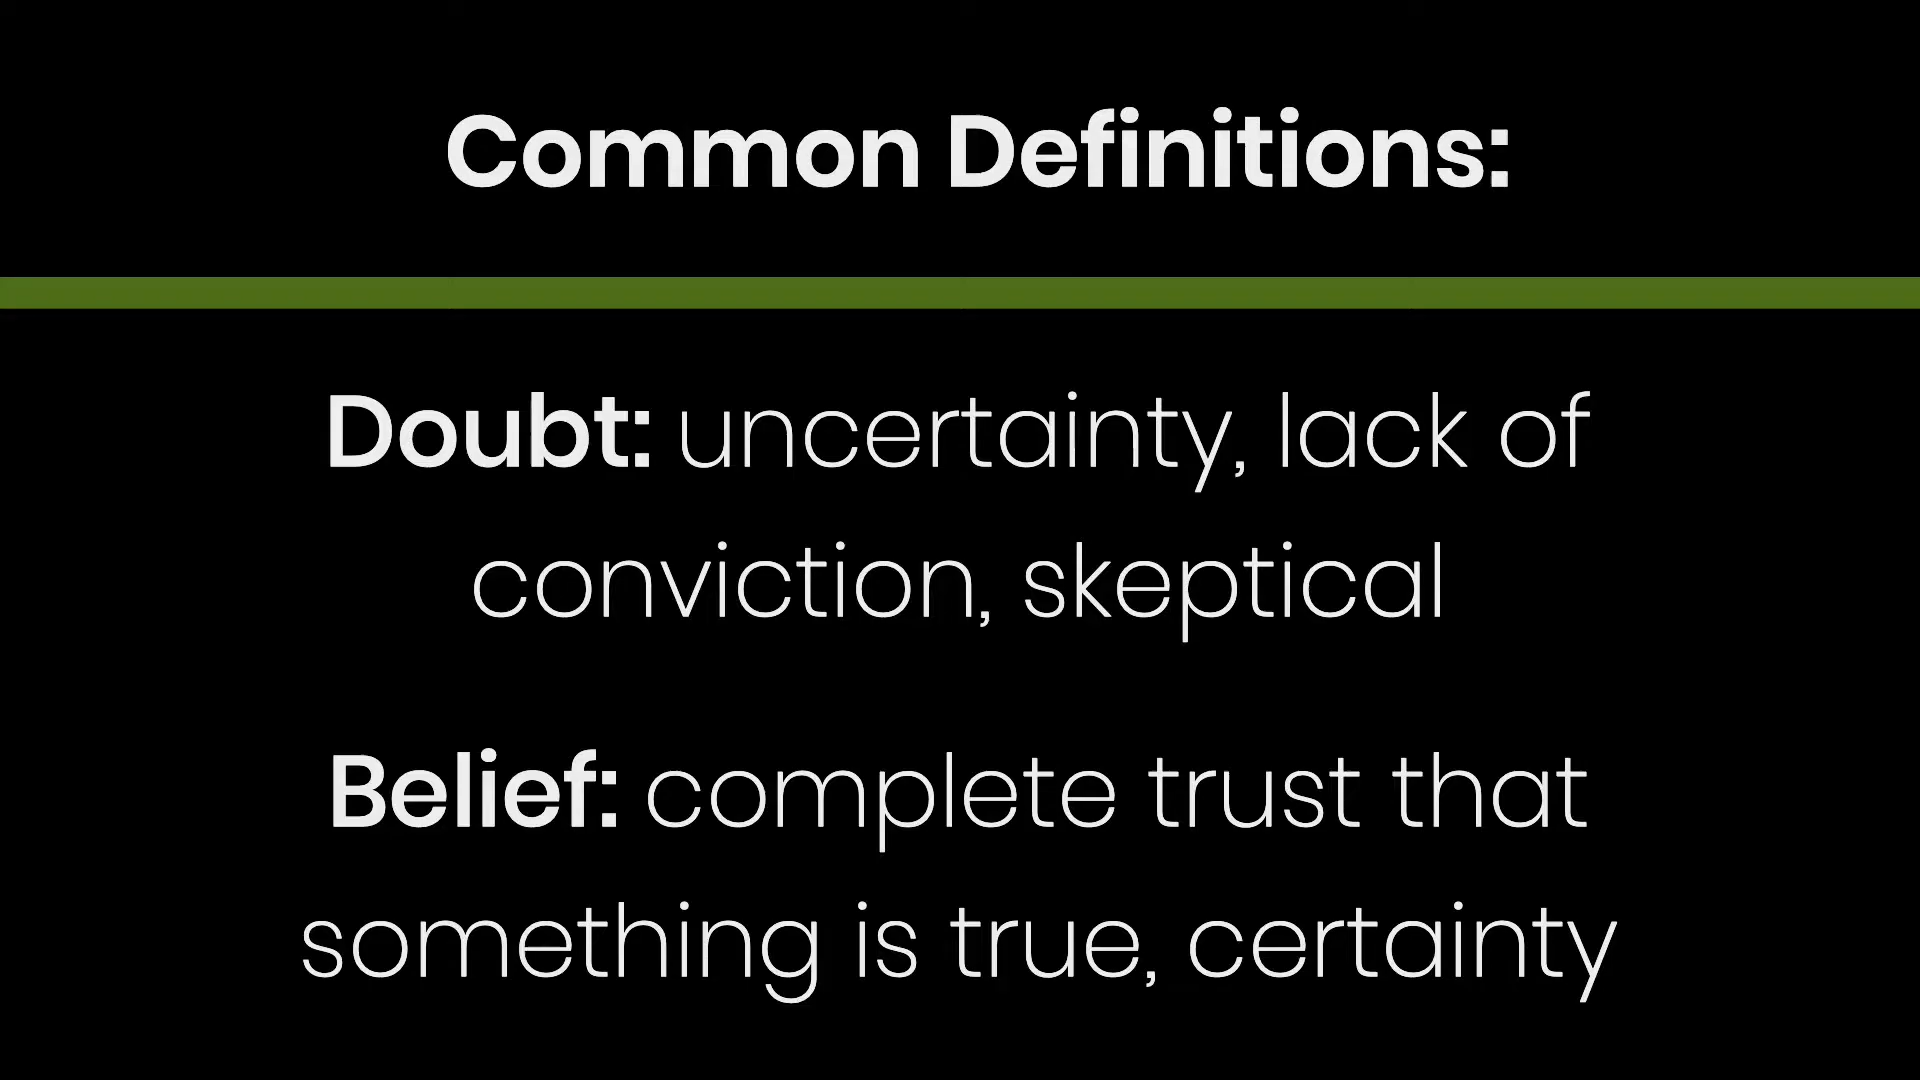 Common Definitions:
Doubt: uncertainty, lack of
conviction, skeptical
Belief: complete trust that
something is true, certainty